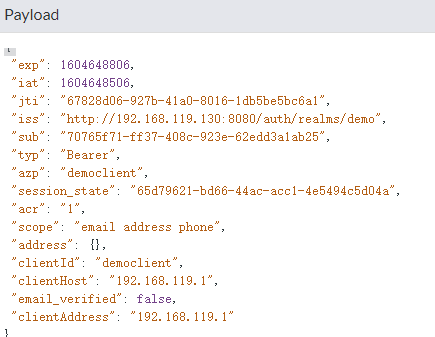 Payload
{
"exp": 1604648806,
"iat": 1604648506,
"jti": "67828d06-927b-41a0-8016-1db5be5bc6a1",
"iss": "http://192.168.119.130:8080/auth/realms/demo",
"sub": "70765f71-ff37-408c-923e-62edd3a1ab25",
"typ": "Bearer",
"azp": "democlient",
"session_state": "65d79621-bd66-44ac-acc1-4e5494c5d04a",
"acr": "1",
"scope": "email address phone",
"address": {},
"clientId": "democlient",
"clientHost": "192.168.119.1",
"email_verified": false,
"clientAddress": "192.168.119.1"
}